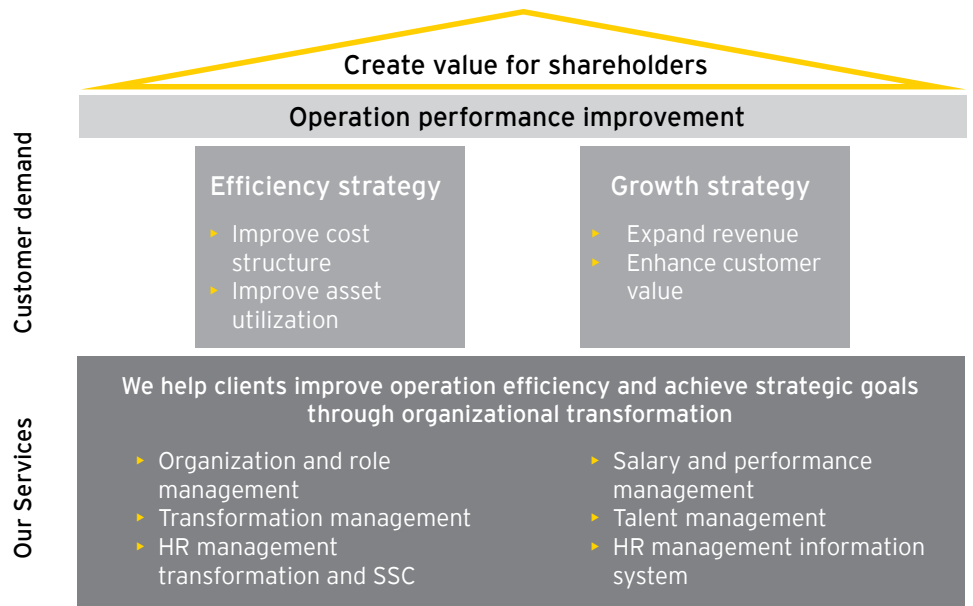 Create value for shareholders
Operation performance improvement
Customer demand
Efficiency strategy
Improve cost
structure
Improve asset
utilization
Growth strategy
Expand revenue
Enhance customer
value
Our Services
We help clients improve operation efficiency and achieve strategic goals
through organizational transformation
Organization and role
management
Transformation management
HR management
transformation and SSC
Salary and performance
management
Talent management
HR management information
system